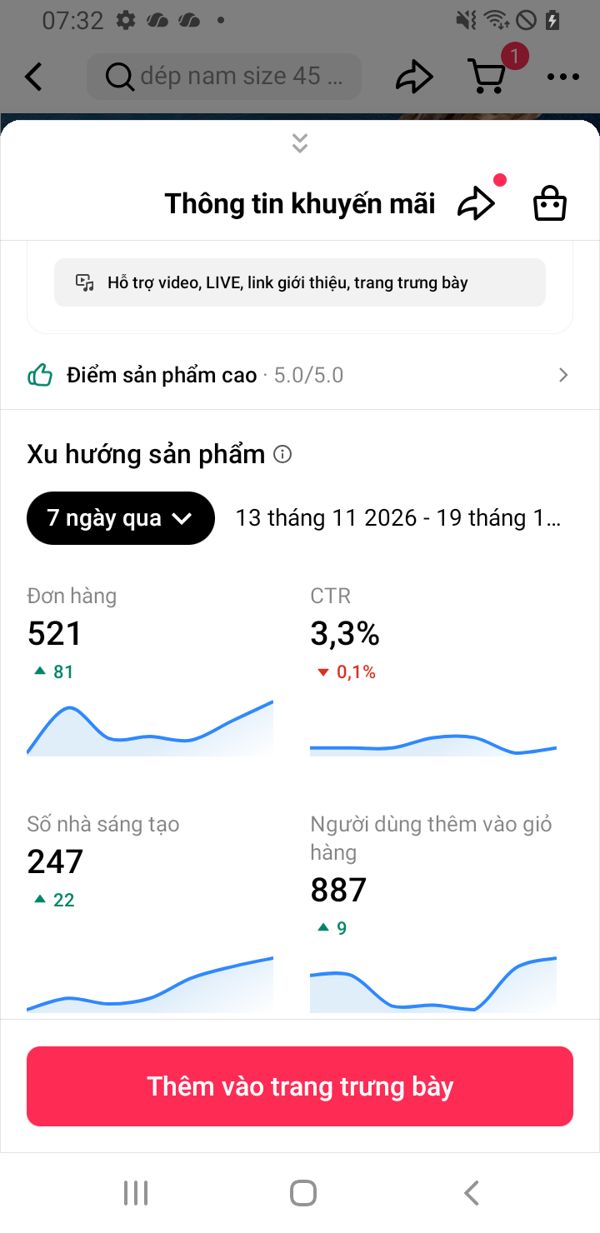 07:32
dép nam size 45 ...
1
Thông tin khuyến mãi
Hỗ trợ video, LIVE, link giới thiệu, trang trưng bày
Điểm sản phẩm cao · 5.0/5.0
Xu hướng sản phẩm
7 ngày qua
13 tháng 11 2026 - 19 tháng 1...
Đơn hàng
521
81
CTR
3,3%
0,1%
Số nhà sáng tạo
247
22
Người dùng thêm vào giỏ
hàng
887
9
Thêm vào trang trưng bày